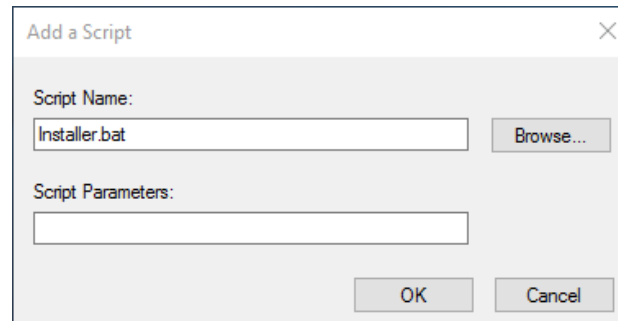 Add a Script
Script Name:
Installer.bat
Browse...
Script Parameters:
OK
Cancel